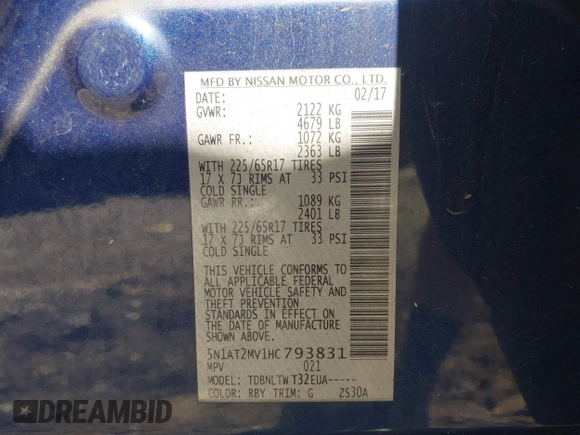 MFD BY NISSAN MOTOR CO., LTD.
DATE: 02/17
GVWR: 2122 KG
4679 LB
GAWR FR.: 1072 KG
2363 LB
WITH 225/65R17 TIRES
17 X 7J RIMS AT 33 PSI
COLD SINGLE
GAWR RR.: 1089 KG
2401 LB
WITH 225/65R17 TIRES
17 X 7J RIMS AT 33 PSI
COLD SINGLE
THIS VEHICLE CONFORMS TO
ALL APPLICABLE FEDERAL
MOTOR VEHICLE SAFETY AND
THEFT PREVENTION
STANDARDS IN EFFECT ON
THE DATE OF MANUFACTURE
SHOWN ABOVE.
5N1AT2MV1HC793831
MPV 021
MODEL: TDBNLTW T32EUA-----
COLOR: RBY TRIM: G ZS30A
DREAMBID
DREAMBID